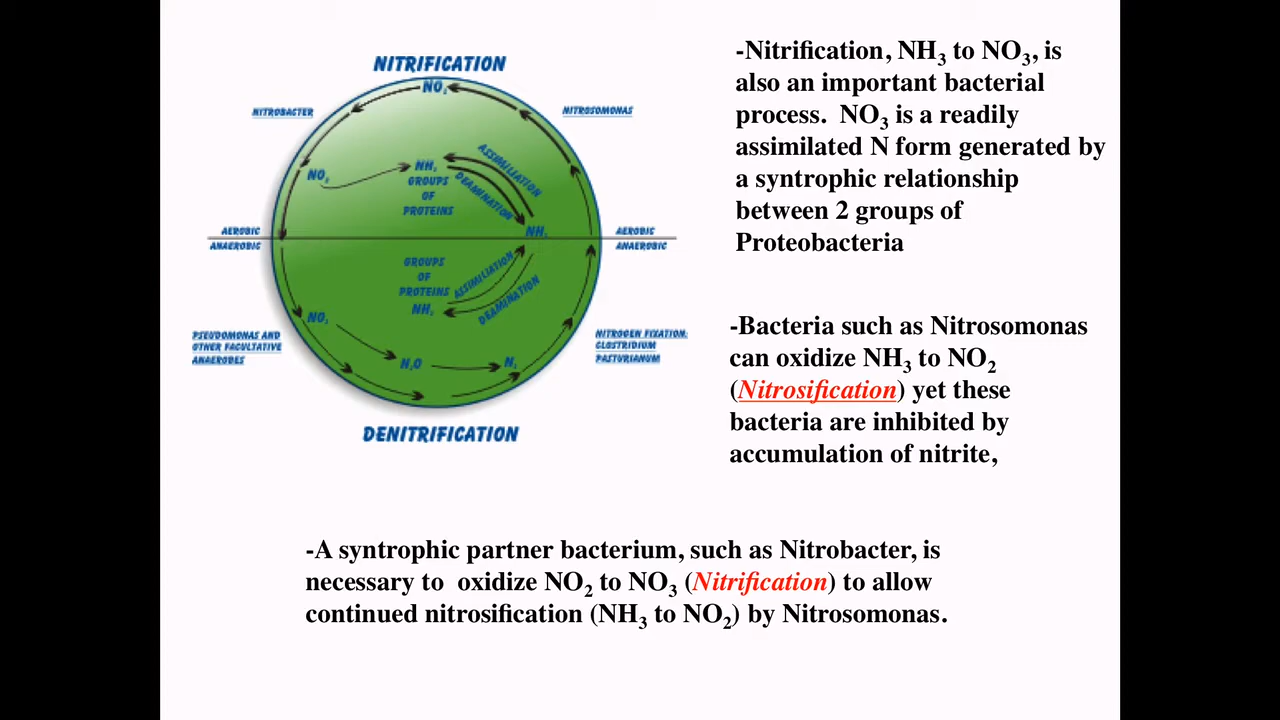 NITRIFICATION
NO₂
NITROBACTER
NITROSOMONAS
NO₃
NH₂
GROUPS
OF
PROTEINS
ASSIMILIATION
DEAMINATION
NH₃
AEROBIC
ANAEROBIC
AEROBIC
ANAEROBIC
GROUPS
OF
PROTEINS
NH₂
ASSIMILIATION
DEAMINATION
PSEUDOMONAS AND
OTHER FACULTATIVE
ANAEROBES
NO₂
N₂O
N₂
NITROGEN FIXATION:
CLOSTRIDIUM
PASTURIANUM
DENITRIFICATION
-Nitrification, NH₃ to NO₃, is
also an important bacterial
process.  NO₃ is a readily
assimilated N form generated by
a syntrophic relationship
between 2 groups of
Proteobacteria
-Bacteria such as Nitrosomonas
can oxidize NH₃ to NO₂
(Nitrosification) yet these
bacteria are inhibited by
accumulation of nitrite,
-A syntrophic partner bacterium, such as Nitrobacter, is
necessary to  oxidize NO₂ to NO₃ (Nitrification) to allow
continued nitrosification (NH₃ to NO₂) by Nitrosomonas.